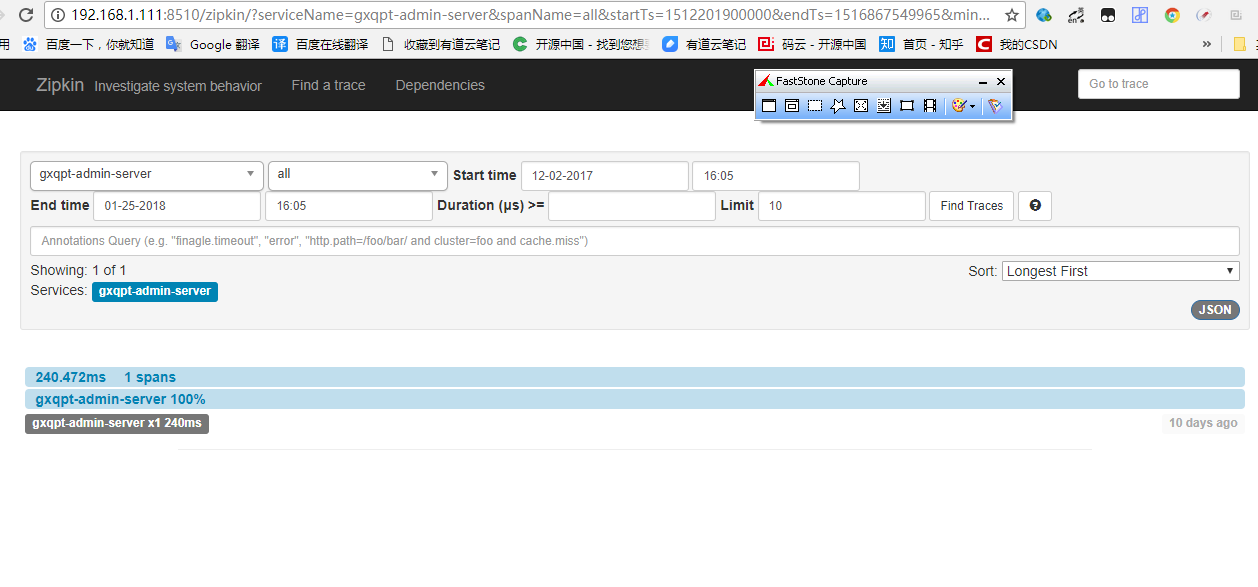 192.168.1.111:8510/zipkin/?serviceName=gxqpt-admin-server&spanName=all&startTs=1512201900000&endTs=1516867549965&min...
用 百度一下，你就知道 Google 翻译 百度在线翻译 收藏到有道云笔记 开源中国 - 找到您想 有道云笔记 码云 - 开源中国 知 首页 - 知乎 我的CSDN »
Zipkin Investigate system behavior Find a trace Dependencies Go to trace
FastStone Capture
gxqpt-admin-server all Start time 12-02-2017 16:05
End time 01-25-2018 16:05 Duration (μs) >= Limit 10 Find Traces
Annotations Query (e.g. "finagle.timeout", "error", "http.path=/foo/bar/ and cluster=foo and cache.miss")
Showing: 1 of 1 Sort: Longest First
Services: gxqpt-admin-server
JSON
240.472ms 1 spans
gxqpt-admin-server 100%
gxqpt-admin-server x1 240ms 10 days ago